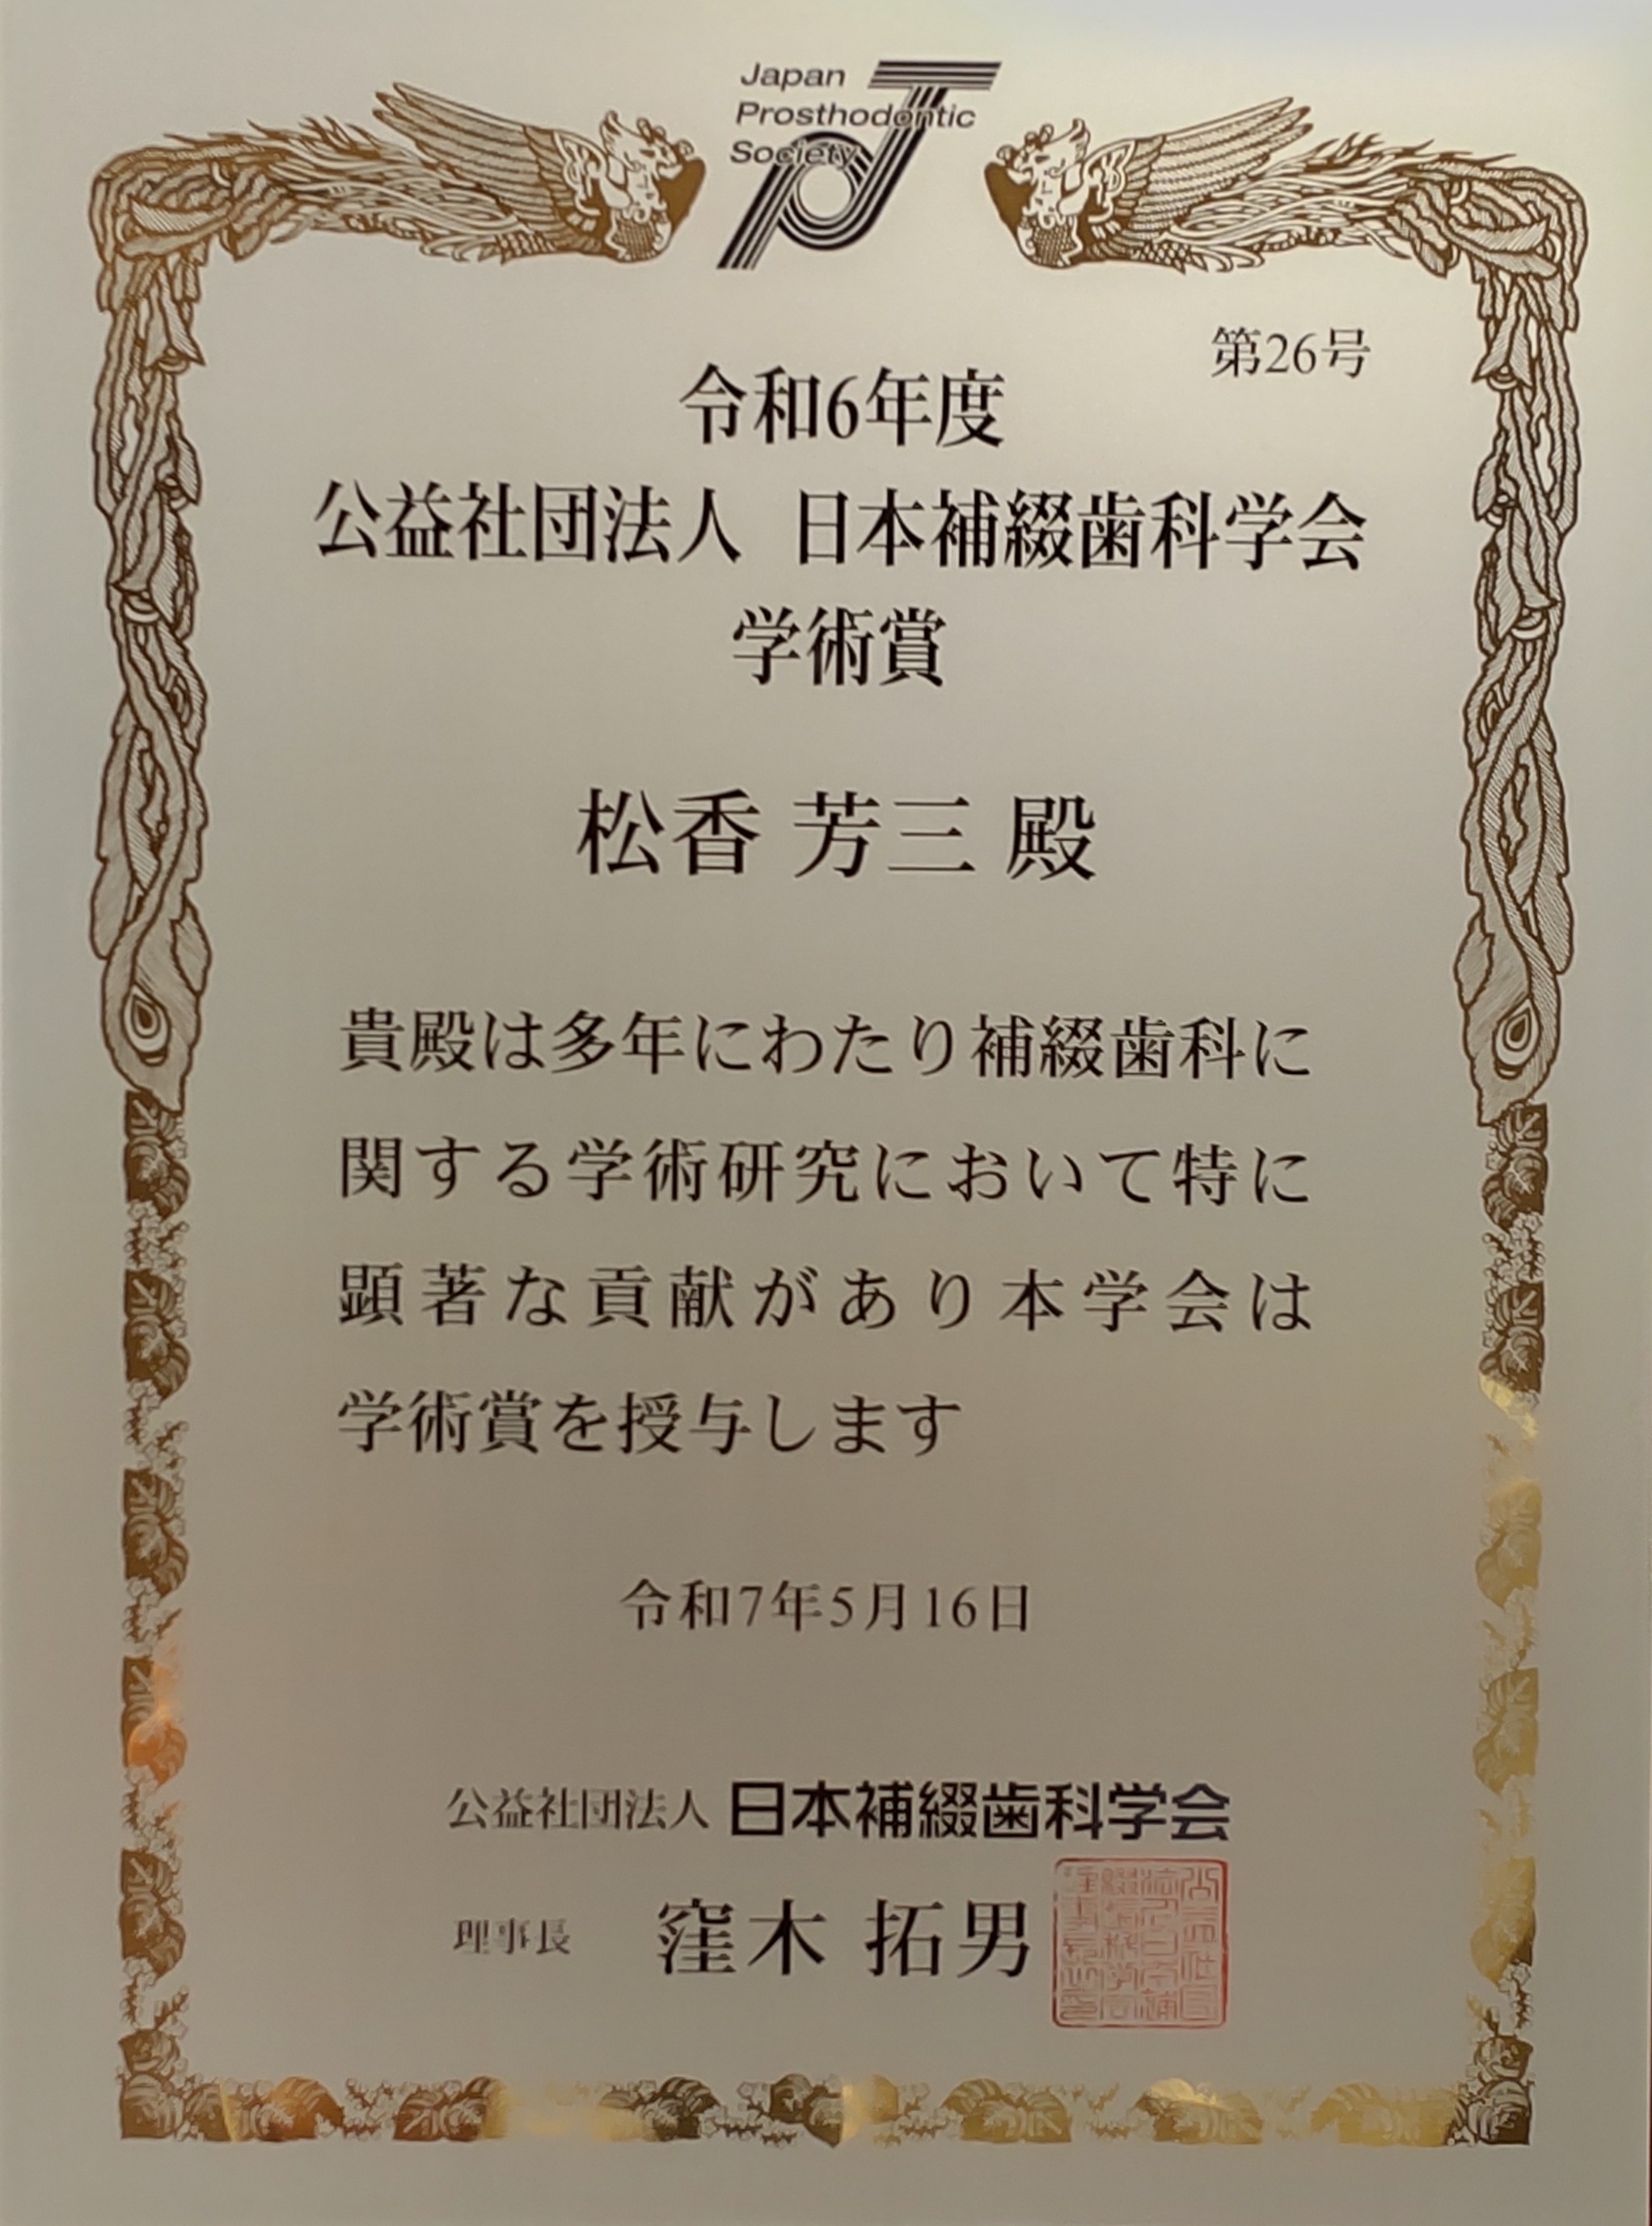 Japan
Prosthodontic
Society
第26号
令和6年度
公益社団法人 日本補綴歯科学会
学術賞
松香 芳三 殿
貴殿は多年にわたり補綴歯科に
関する学術研究において特に
顕著な貢献があり本学会は
学術賞を授与します
令和7年5月16日
公益社団法人 日本補綴歯科学会
理事長 窪木 拓男